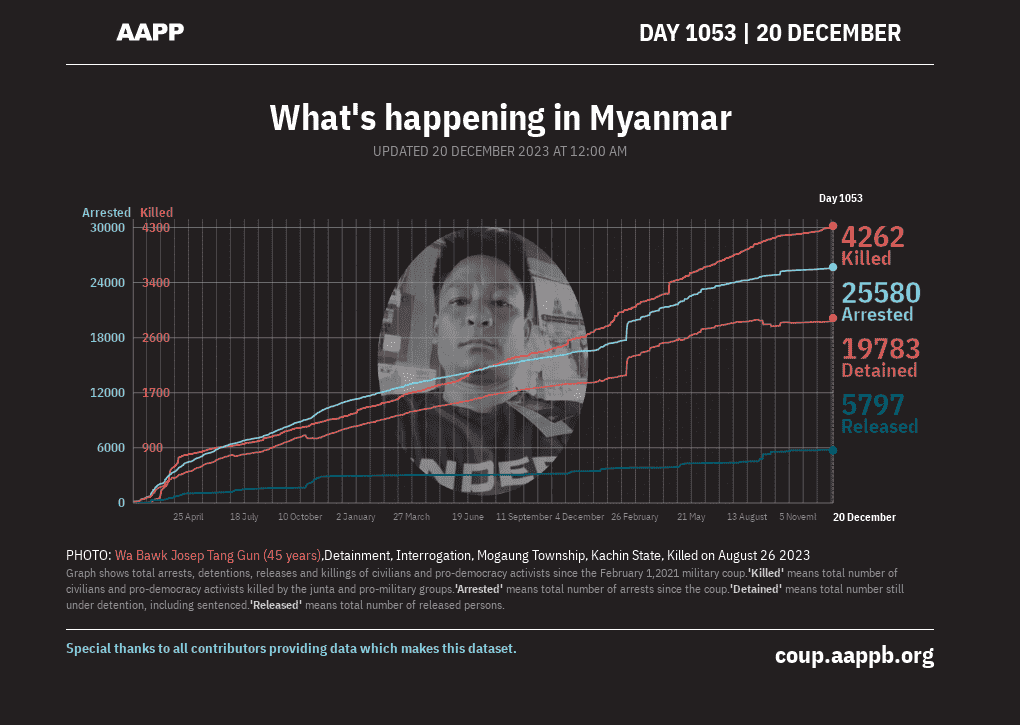 AAPP
DAY 1053 | 20 DECEMBER
What's happening in Myanmar
UPDATED 20 DECEMBER 2023 AT 12:00 AM
Day 1053
Arrested Killed
30000 4300
24000 3400
18000 2600
12000 1700
6000 900
0
4262
Killed
25580
Arrested
19783
Detained
5797
Released
25 April 18 July 10 October 2 January 27 March 19 June 11 September 4 December 26 February 21 May 13 August 5 Novemb 20 December
PHOTO: Wa Bawk Josep Tang Gun (45 years),Detainment, Interrogation, Mogaung Township, Kachin State, Killed on August 26 2023
Graph shows total arrests, detentions, releases and killings of civilians and pro-democracy activists since the February 1,2021 military coup.'Killed' means total number of
civilians and pro-democracy activists killed by the junta and pro-military groups.'Arrested' means total number of arrests since the coup.'Detained' means total number still
under detention, including sentenced.'Released' means total number of released persons.
Special thanks to all contributors providing data which makes this dataset.
coup.aappb.org